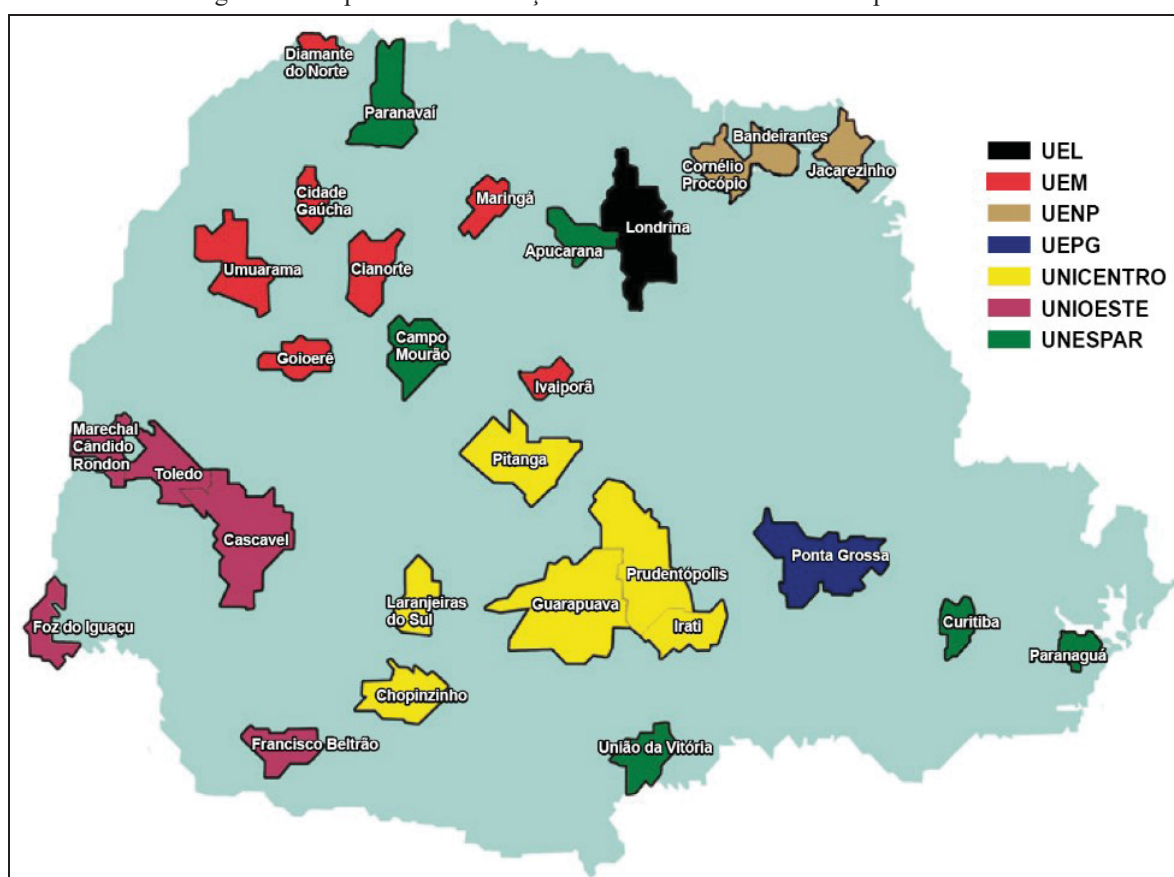 Diamante
do Norte
Paranavaí
Bandeirantes
Cornélio
Procópio
Jacarezinho
Cidade
Gaúcha
Maringá
Londrina
Apucarana
Umuarama
Cianorte
Campo
Mourão
Goioerê
Ivaiporã
Marechal
Cândido
Rondon
Toledo
Pitanga
Cascavel
Ponta Grossa
Prudentópolis
Guarapuava
Laranjeiras
do Sul
Irati
Foz do Iguaçu
Curitiba
Paranaguá
Chopinzinho
Francisco Beltrão
União da Vitória
UEL
UEM
UENP
UEPG
UNICENTRO
UNIOESTE
UNESPAR